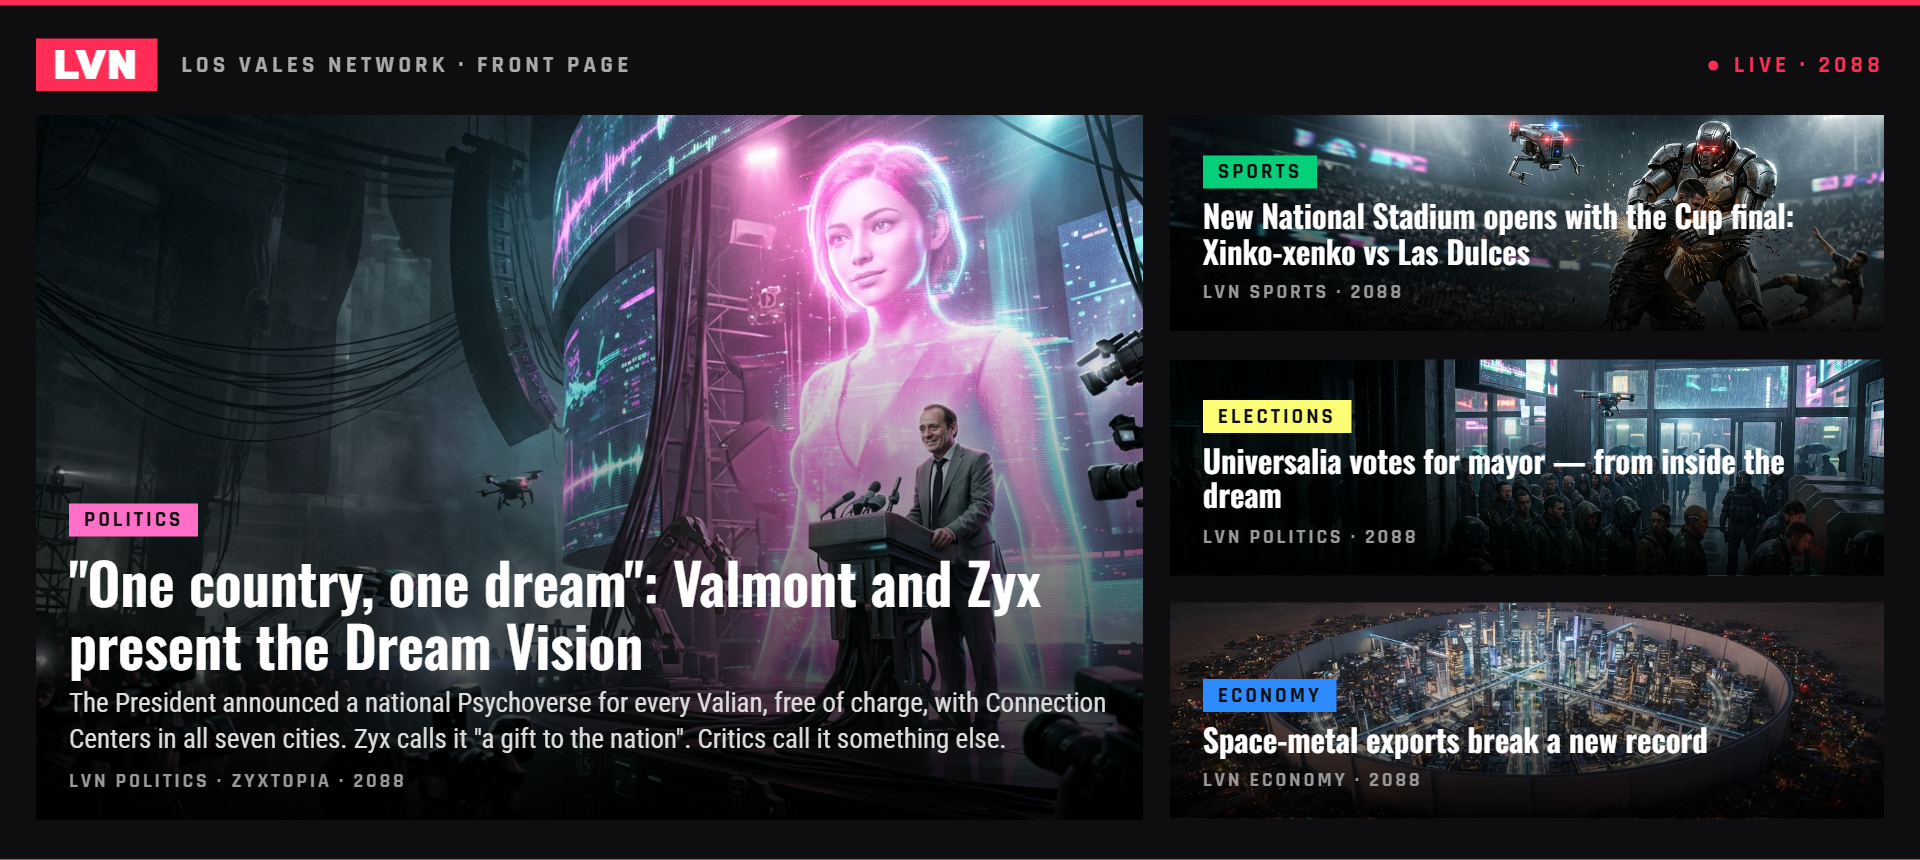 LVN
LOS VALES NETWORK · FRONT PAGE
● LIVE · 2088
POLITICS
"One country, one dream": Valmont and Zyx
present the Dream Vision
The President announced a national Psychoverse for every Valian, free of charge, with Connection
Centers in all seven cities. Zyx calls it "a gift to the nation". Critics call it something else.
LVN POLITICS · ZYXTOPIA · 2088
SPORTS
New National Stadium opens with the Cup final:
Xinko-xenko vs Las Dulces
LVN SPORTS · 2088
ELECTIONS
Universalia votes for mayor — from inside the
dream
LVN POLITICS · 2088
ECONOMY
Space-metal exports break a new record
LVN ECONOMY · 2088